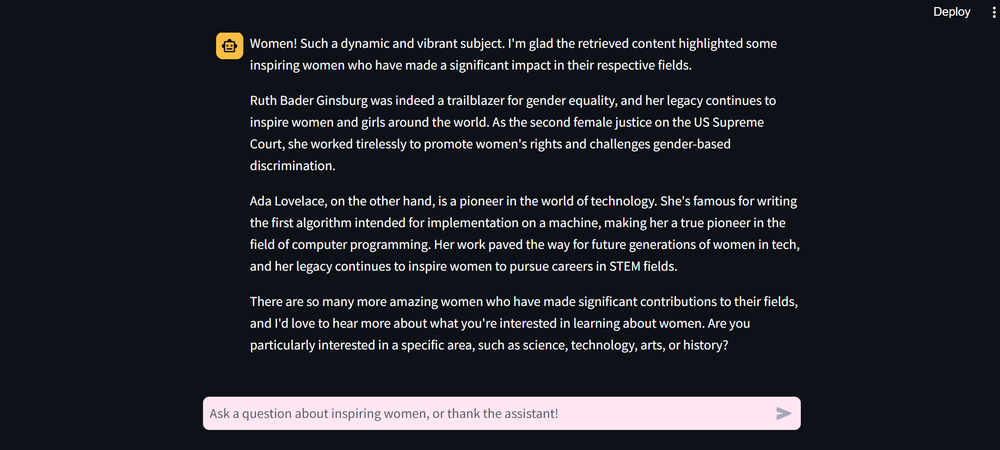 Deploy
Women! Such a dynamic and vibrant subject. I'm glad the retrieved content highlighted some
inspiring women who have made a significant impact in their respective fields.
Ruth Bader Ginsburg was indeed a trailblazer for gender equality, and her legacy continues to
inspire women and girls around the world. As the second female justice on the US Supreme
Court, she worked tirelessly to promote women's rights and challenges gender-based
discrimination.
Ada Lovelace, on the other hand, is a pioneer in the world of technology. She's famous for writing
the first algorithm intended for implementation on a machine, making her a true pioneer in the
field of computer programming. Her work paved the way for future generations of women in tech,
and her legacy continues to inspire women to pursue careers in STEM fields.
There are so many more amazing women who have made significant contributions to their fields,
and I'd love to hear more about what you're interested in learning about women. Are you
particularly interested in a specific area, such as science, technology, arts, or history?
Ask a question about inspiring women, or thank the assistant!